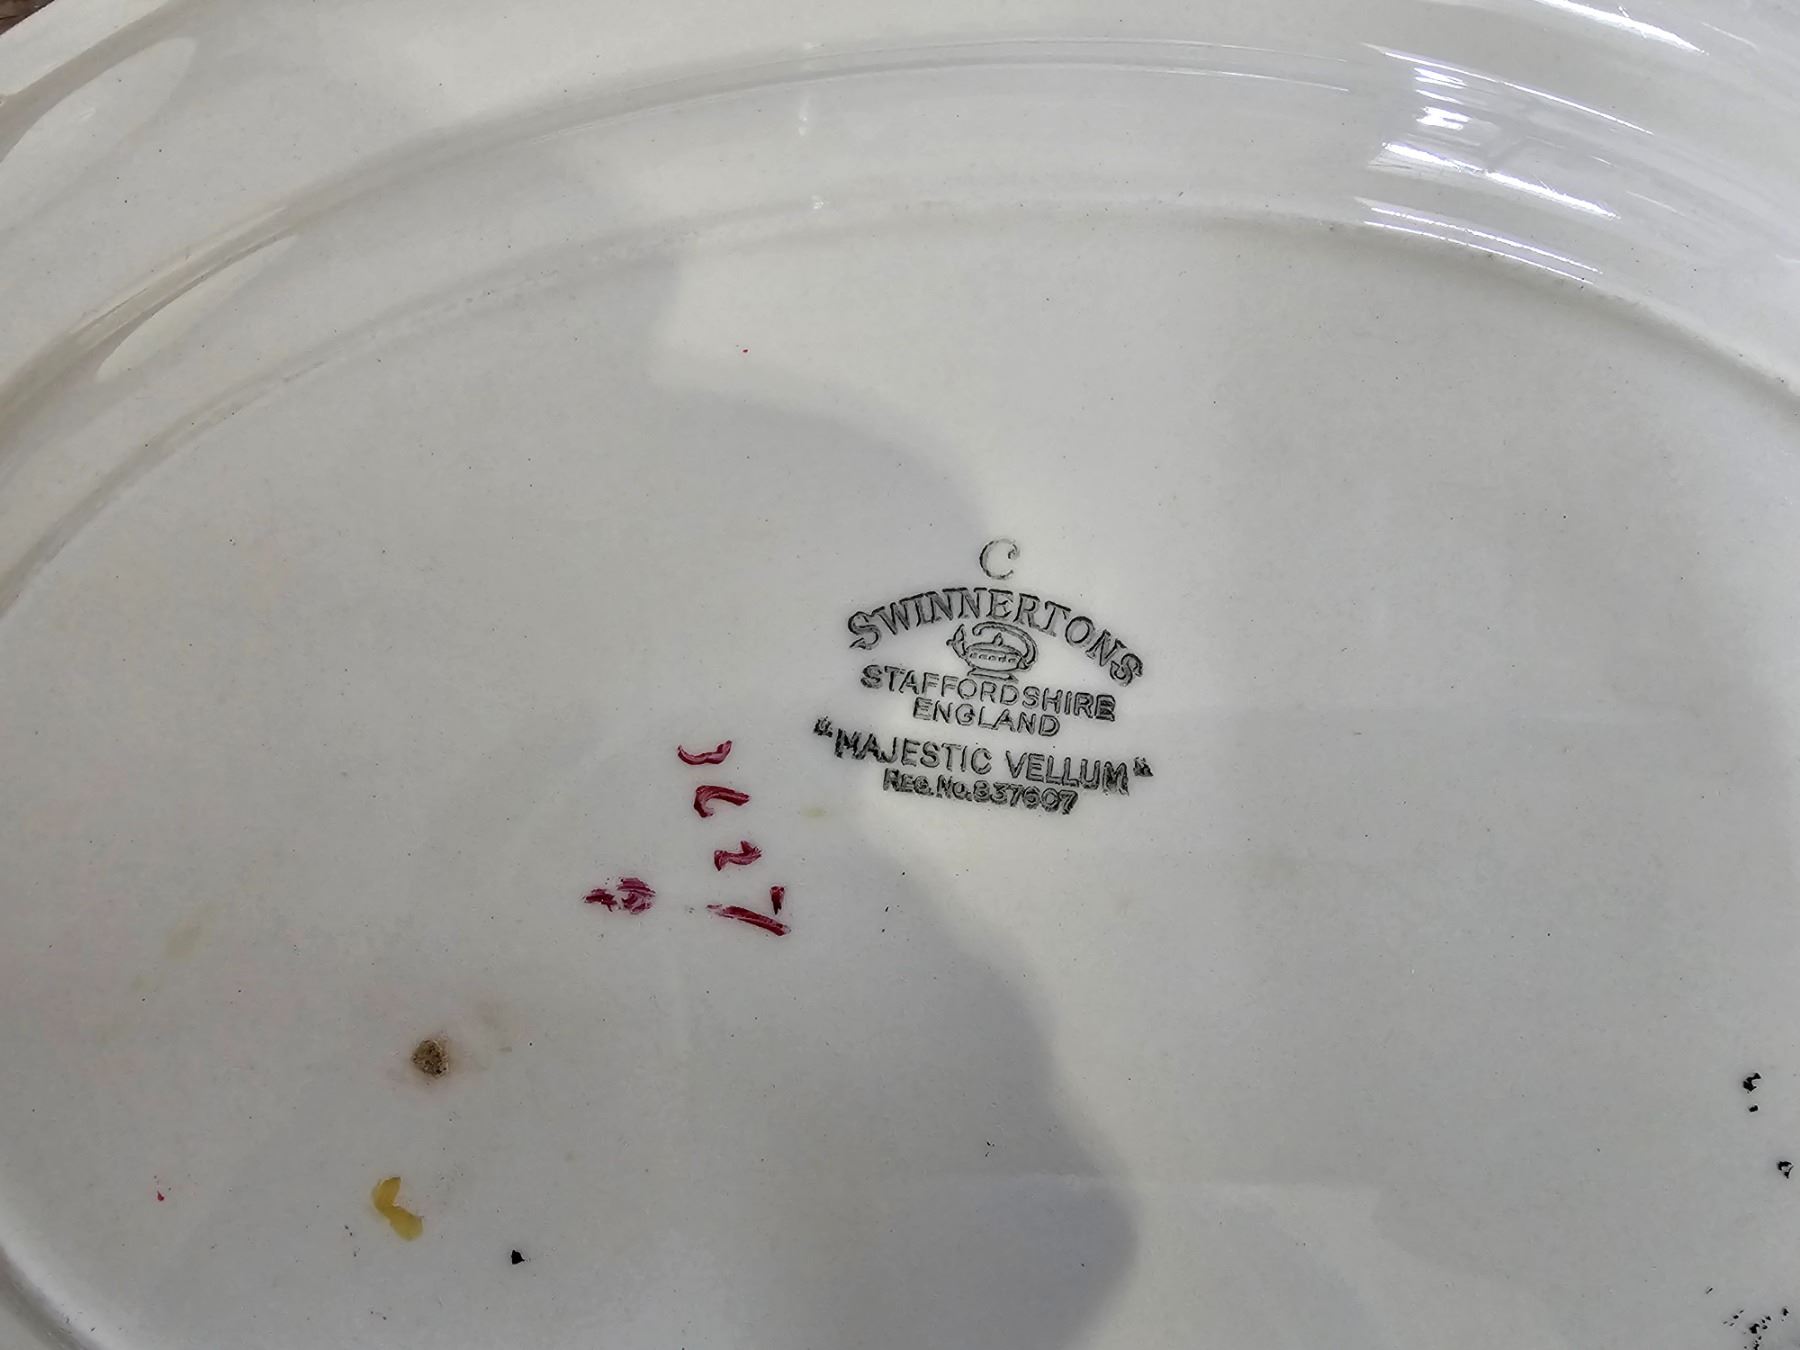 C
SWINNERTONS
STAFFORDSHIRE
ENGLAND
"MAJESTIC VELLUM"
REG. NO. 837607